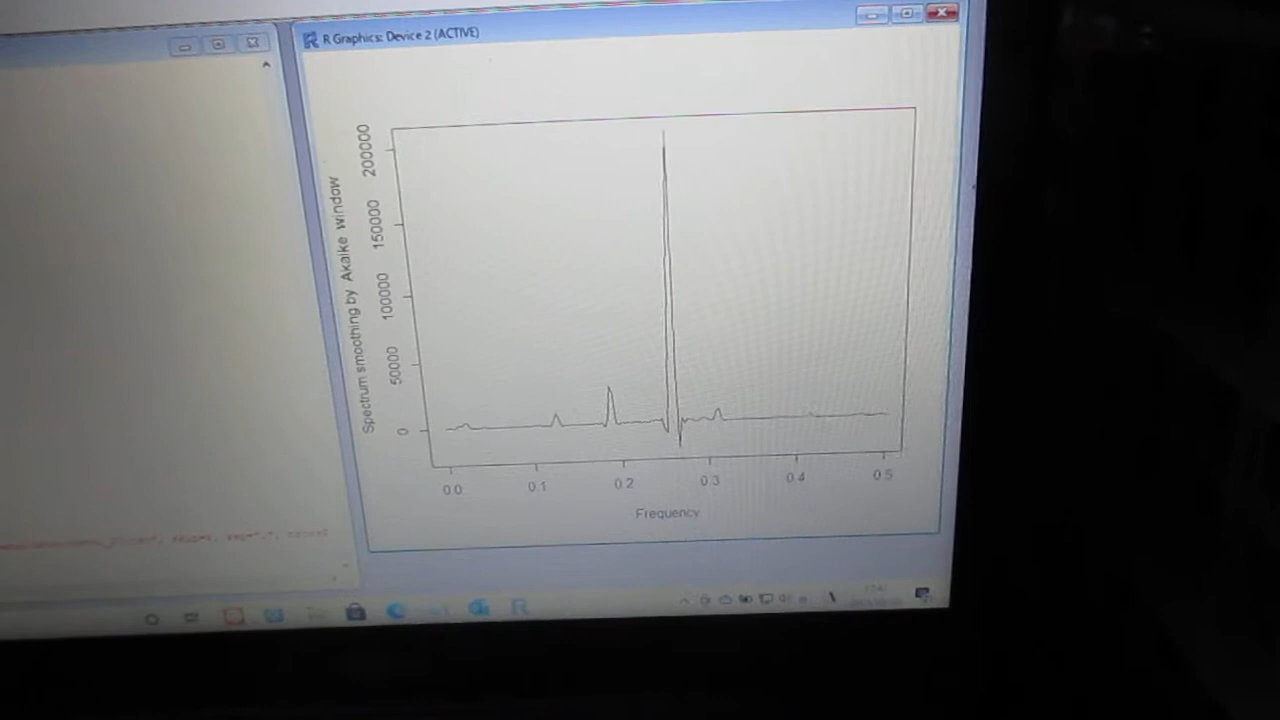 R Graphics: Device 2 (ACTIVE)
Spectrum smoothing by Akaike window
200000
150000
100000
50000
0
0.0 0.1 0.2 0.3 0.4 0.5
Frequency